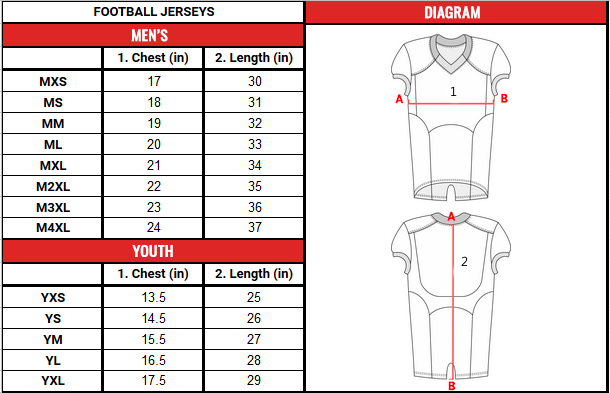 FOOTBALL JERSEYS
MEN'S
1. Chest (in) 2. Length (in)
MXS 17 30
MS 18 31
MM 19 32
ML 20 33
MXL 21 34
M2XL 22 35
M3XL 23 36
M4XL 24 37
YOUTH
1. Chest (in) 2. Length (in)
YXS 13.5 25
YS 14.5 26
YM 15.5 27
YL 16.5 28
YXL 17.5 29
DIAGRAM
1
A B
A
2
B